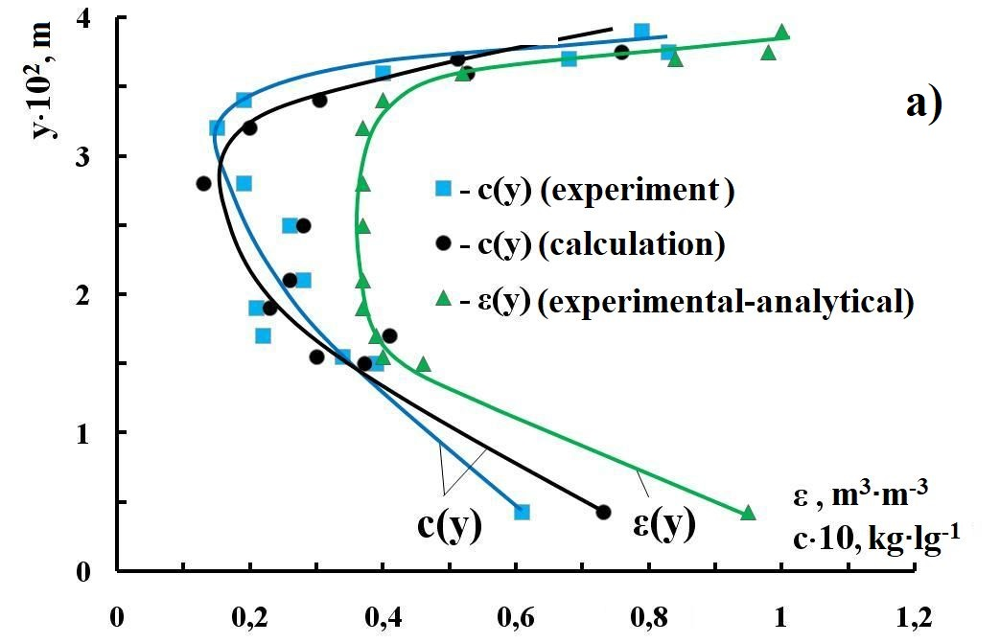 4
y·10², m
a)
3
- c(y) (experiment)
- c(y) (calculation)
2
- ε(y) (experimental-analytical)
1
ε , m³·m⁻³
c(y)
ε(y)
c·10, kg·lg⁻¹
0
0 0,2 0,4 0,6 0,8 1 1,2